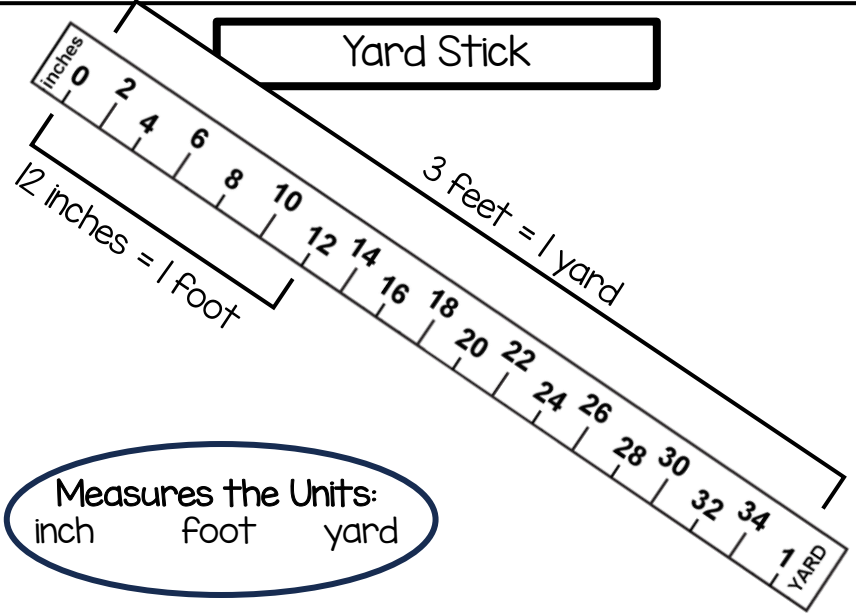 Yard Stick
inches
0 2 4 6 8 10 12 14 16 18 20 22 24 26 28 30 32 34 1
YARD
3 feet = 1 yard
12 inches = 1 foot
Measures the Units:
inch foot yard